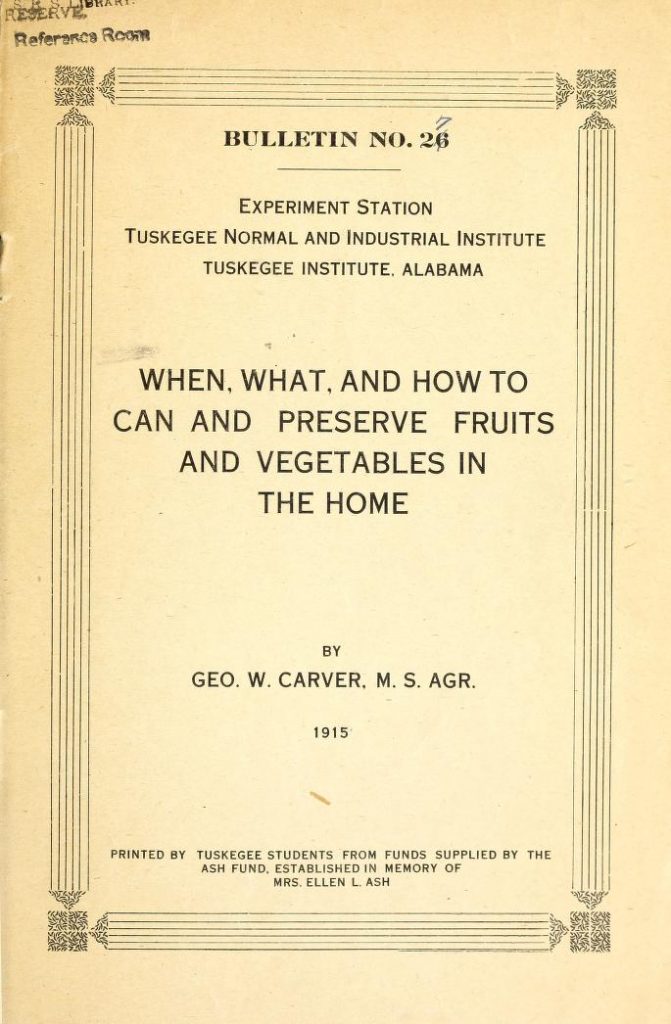 S. R. S. LIBRARY.
RESERVE
Reference Room
BULLETIN NO. 26
7
EXPERIMENT STATION
TUSKEGEE NORMAL AND INDUSTRIAL INSTITUTE
TUSKEGEE INSTITUTE, ALABAMA
WHEN, WHAT, AND HOW TO
CAN AND PRESERVE FRUITS
AND VEGETABLES IN
THE HOME
BY
GEO. W. CARVER, M. S. AGR.
1915
PRINTED BY TUSKEGEE STUDENTS FROM FUNDS SUPPLIED BY THE
ASH FUND, ESTABLISHED IN MEMORY OF
MRS. ELLEN L. ASH